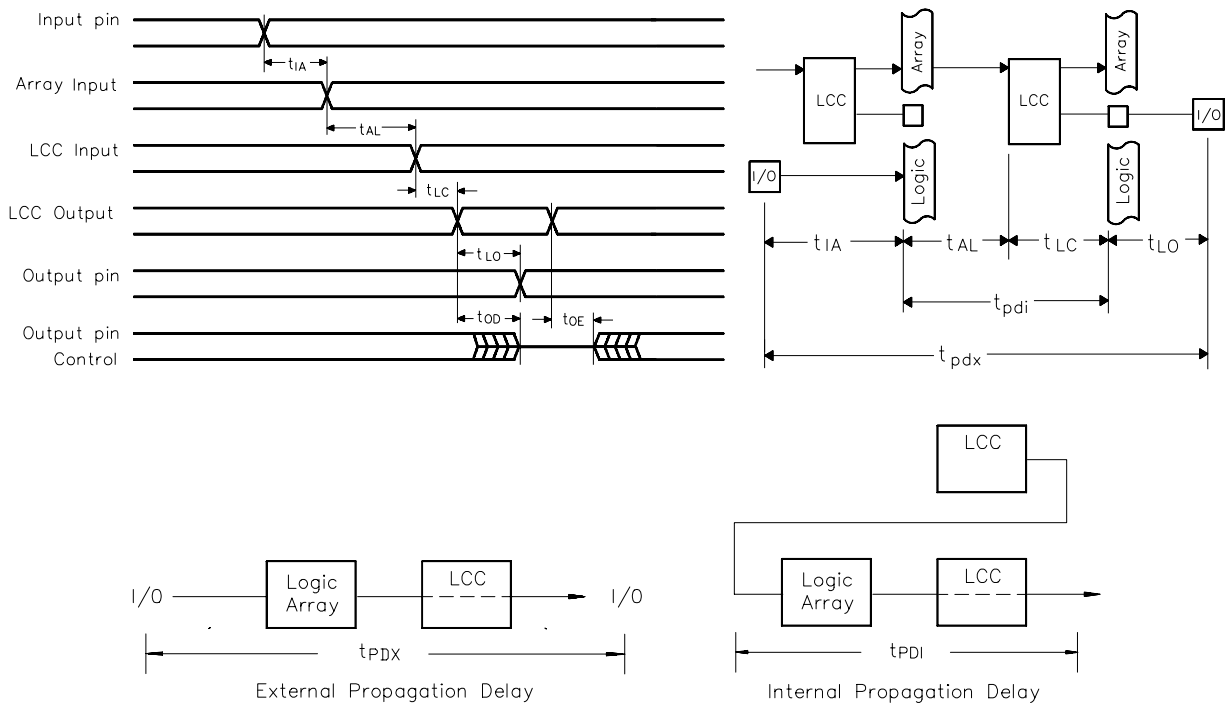 Input pin
tIA
Array Input
tAL
LCC Input
tLC
LCC Output
tLO
Output pin
tOD
tOE
Output pin
Control
Array
Array
LCC
LCC
I/O
I/O
Logic
Logic
tIA
tAL
tLC
tLO
tpdi
tpdx
LCC
I/O
Logic
Array
LCC
I/O
Logic
Array
LCC
tPDX
tPDI
External Propagation Delay
Internal Propagation Delay